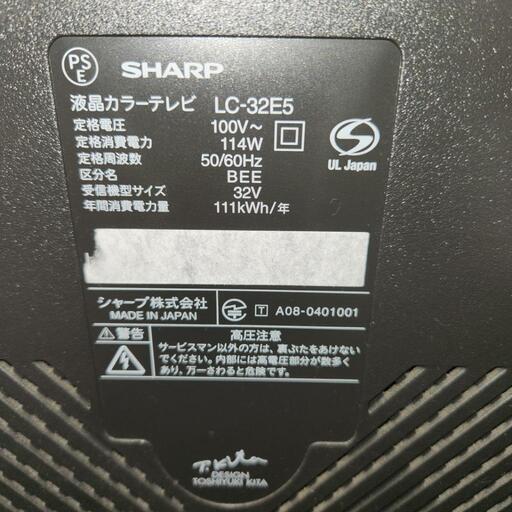 PSE
SHARP
液晶カラーテレビ LC-32E5
定格電圧 100V~
定格消費電力 114W
定格周波数 50/60Hz
区分名 BEE
受信機型サイズ 32V
年間消費電力量 111kWh/年
S
UL Japan
シャープ株式会社
MADE IN JAPAN
T A08-0401001
警告 高圧注意
サービスマン以外の方は、裏ぶたをあけない
でください。内部には高電圧部分が数多く
あり、万一さわると危険です。
T. Kita
DESIGN
TOSHIYUKI KITA